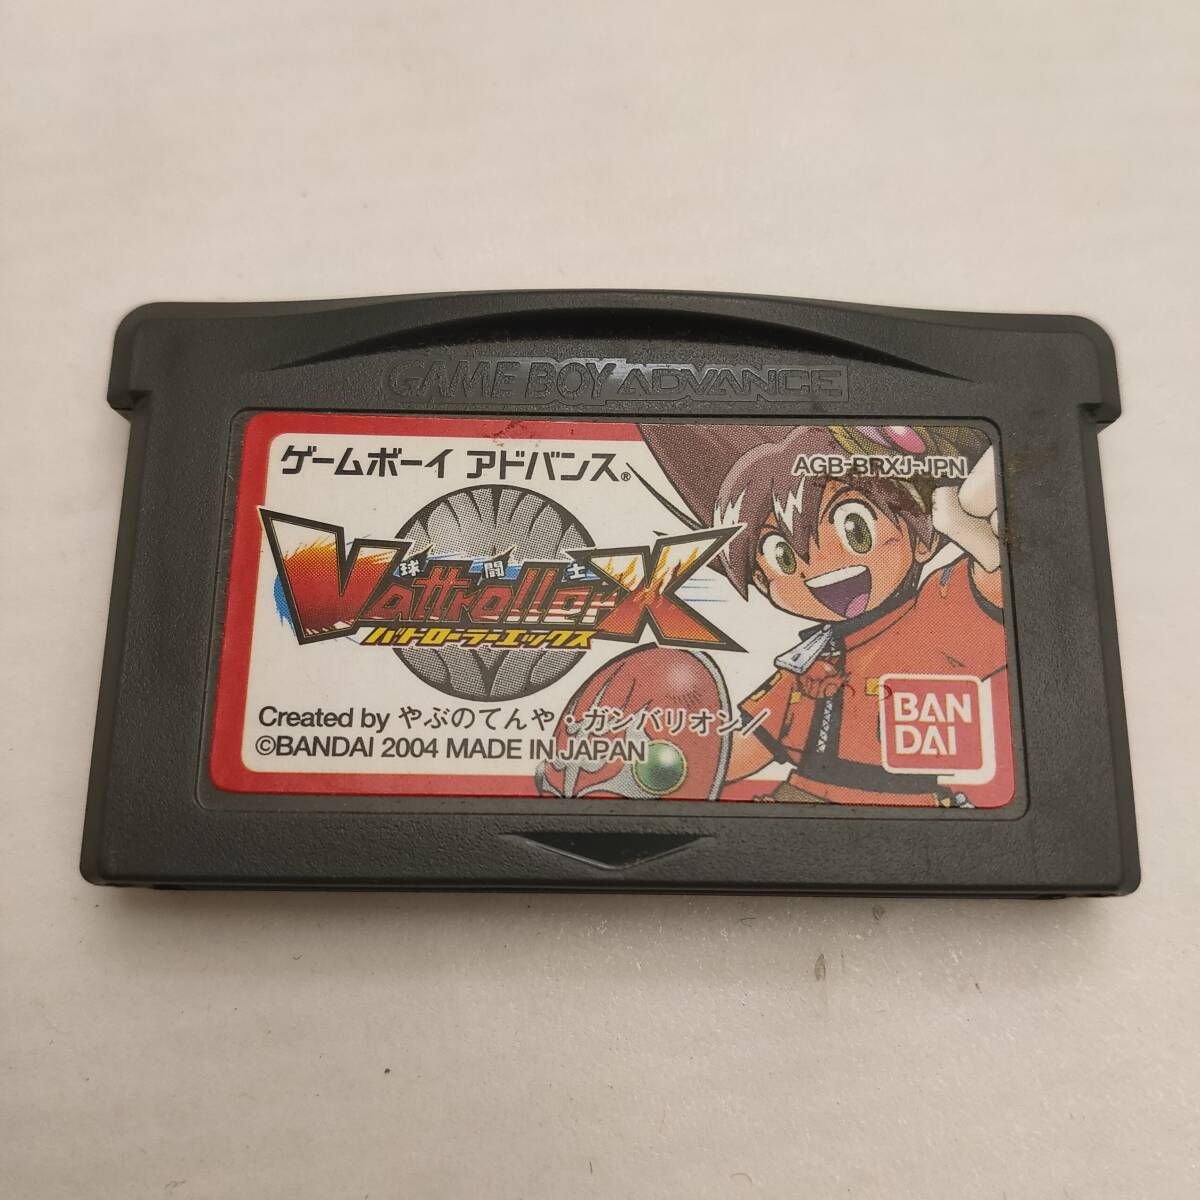 GAME BOY ADVANCE
ゲームボーイ アドバンス®
AGB-BRXJ-JPN
球闘士
VattrollerX
バトローラーエックス
Created by やぶのてんや・ガンバリオン/
©BANDAI 2004 MADE IN JAPAN
BAN
DAI